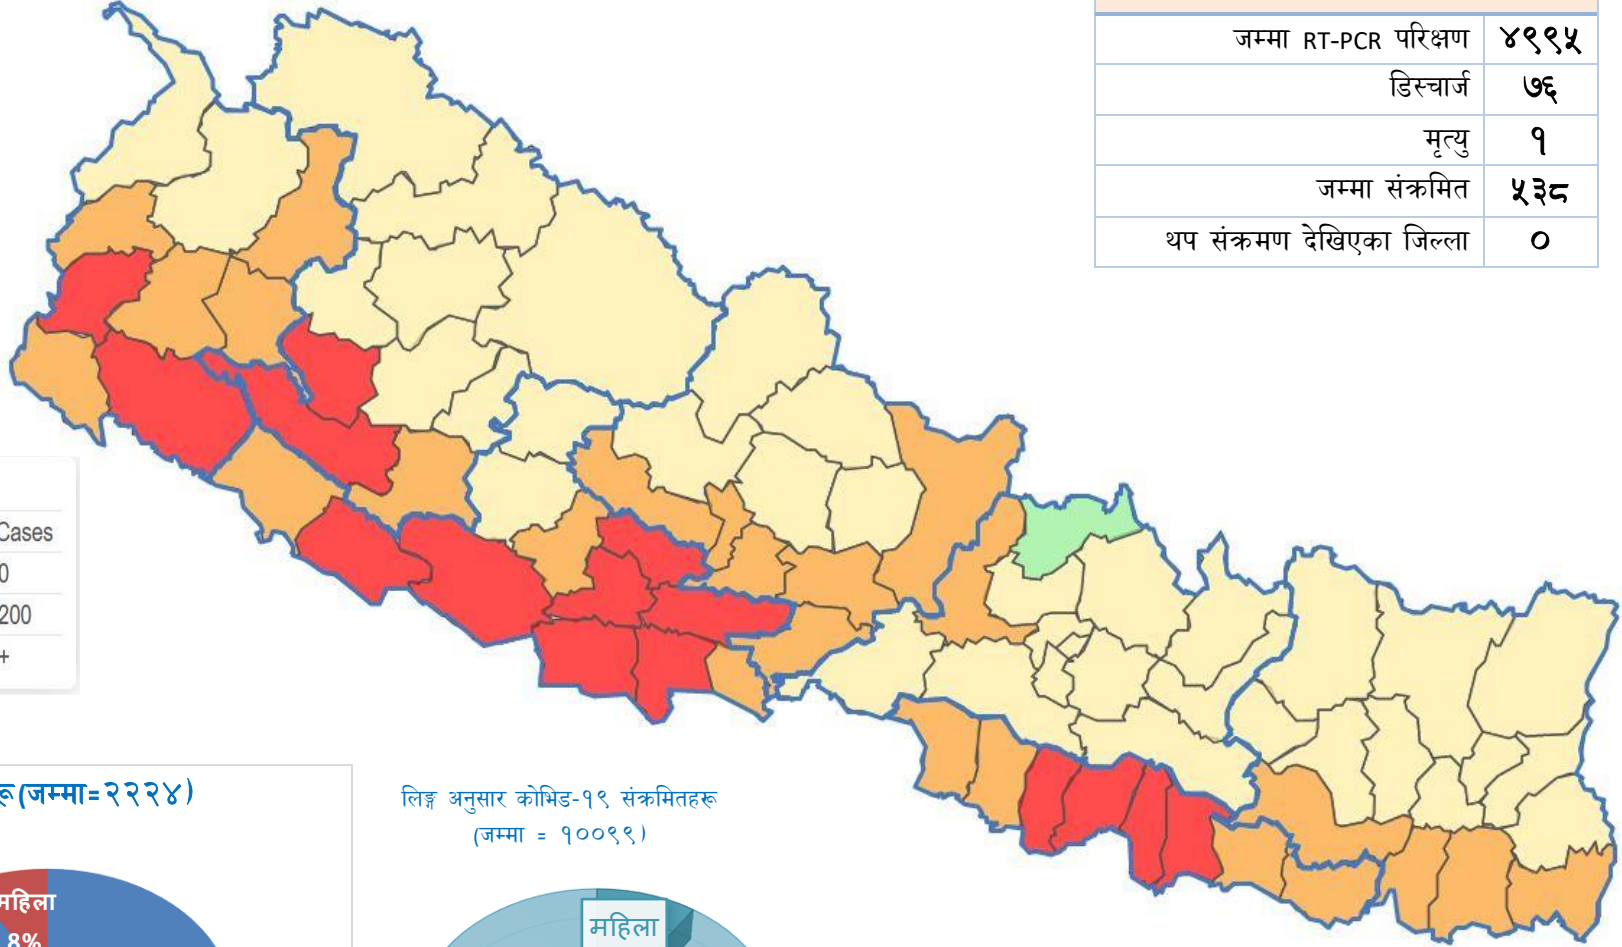 जम्मा RT-PCR परिक्षण ४९९५
डिस्चार्ज ७६
मृत्यु १
जम्मा संक्रमित ५३८
थप संक्रमण देखिएका जिल्ला ०
Cases
0
200
+
रू(जम्मा=२२२४)
महिला
8%
लिङ्ग अनुसार कोभिड-१९ संक्रमितहरू
(जम्मा = १००९९)
महिला